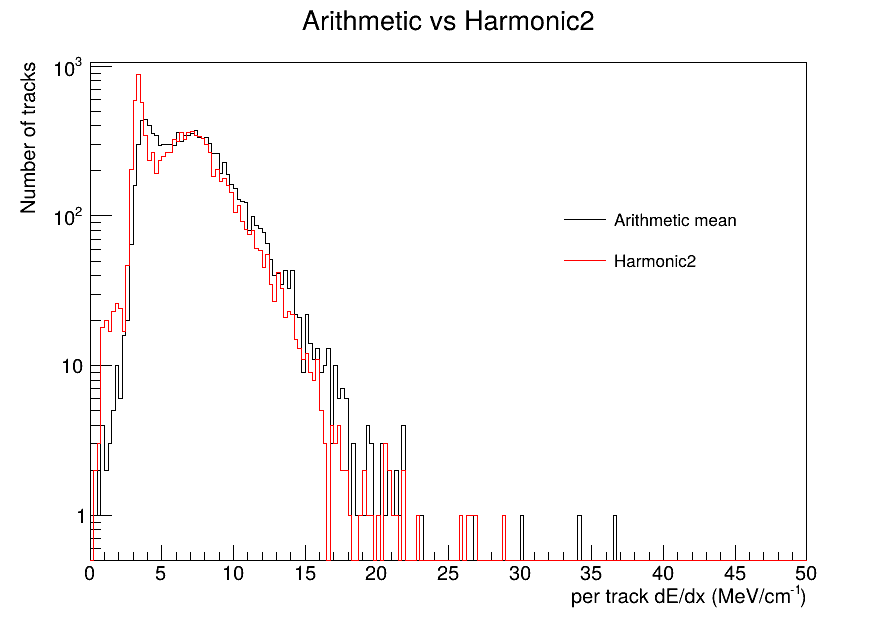 Arithmetic vs Harmonic2
Number of tracks
10³
10²
10
1
Arithmetic mean
Harmonic2
0 5 10 15 20 25 30 35 40 45 50
per track dE/dx (MeV/cm⁻¹)